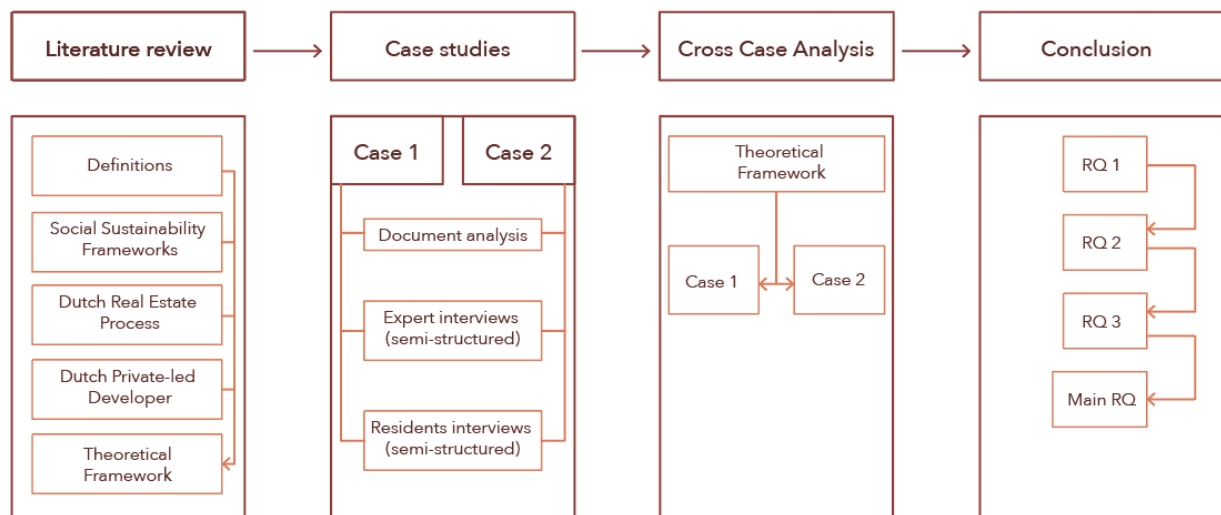 Literature review
Case studies
Cross Case Analysis
Conclusion
Definitions
Social Sustainability
Frameworks
Dutch Real Estate
Process
Dutch Private-led
Developer
Theoretical
Framework
Case 1
Case 2
Document analysis
Expert interviews
(semi-structured)
Residents interviews
(semi-structured)
Theoretical
Framework
Case 1
Case 2
RQ 1
RQ 2
RQ 3
Main RQ